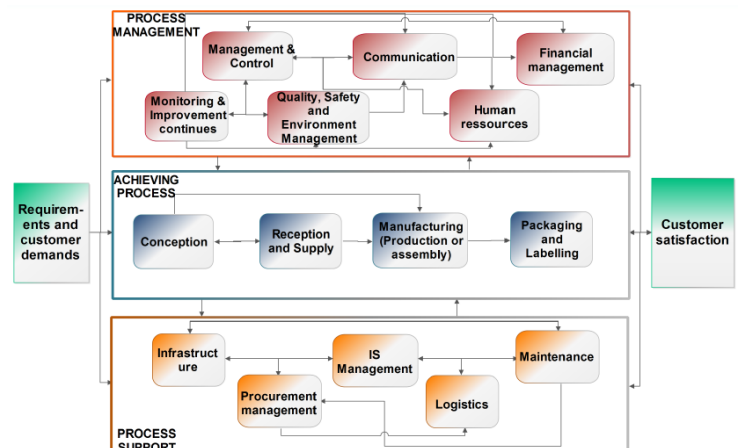 PROCESS
MANAGEMENT
Management &
Control
Communication
Financial
management
Monitoring &
Improvement
continues
Quality, Safety
and
Environment
Management
Human
ressources
ACHIEVING
PROCESS
Requirem-
ents and
customer
demands
Conception
Reception
and Supply
Manufacturing
(Production or
assembly)
Packaging
and
Labelling
Customer
satisfaction
Infrastruct
ure
IS
Management
Maintenance
Procurement
management
Logistics
PROCESS
SUPPORT